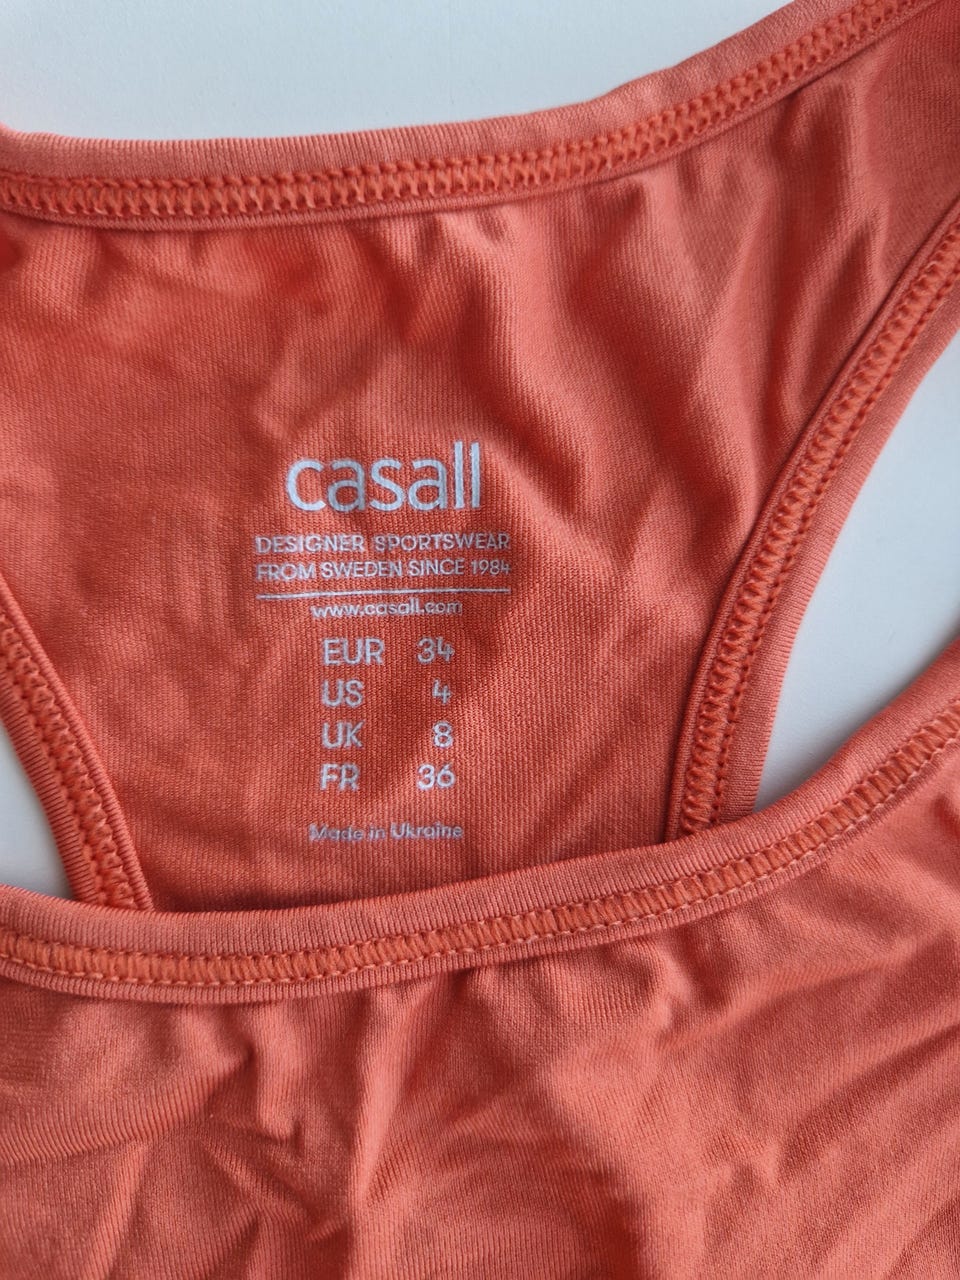 casall
DESIGNER SPORTSWEAR
FROM SWEDEN SINCE 1984
www.casall.com
EUR 34
US 4
UK 8
FR 36
Made in Ukraine